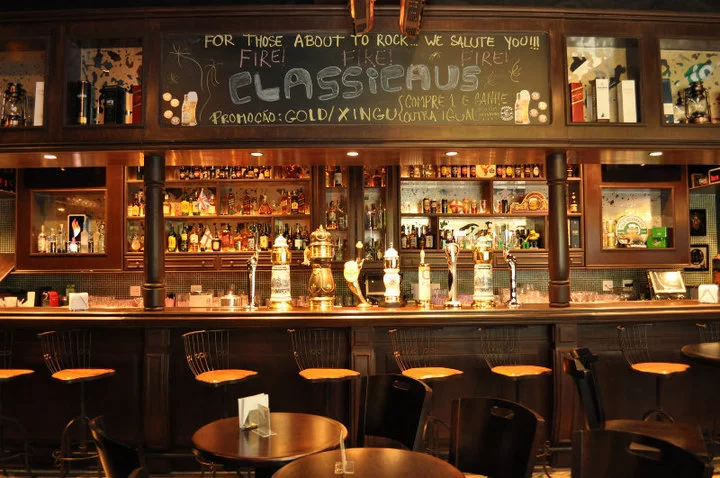 FOR THOSE ABOUT TO ROCK... WE SALUTE YOU!!!
FIRE! FIRE! FIRE!
CLASSICAUS
PROMOÇÃO: GOLD/XINGU (COMPRE 1 E GANHE
OUTRA IGUAL